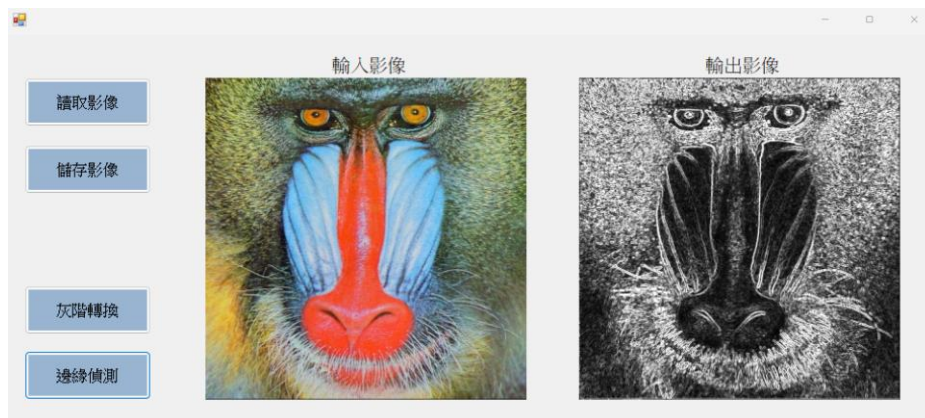 輸入影像
輸出影像
讀取影像
儲存影像
灰階轉換
邊緣偵測